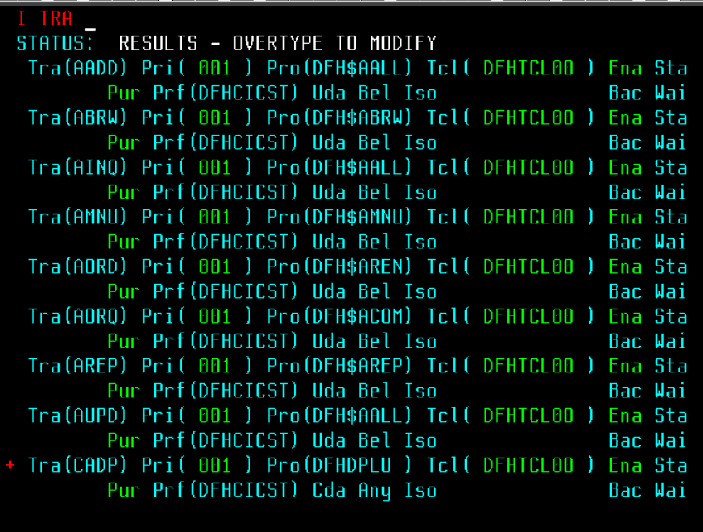 I TRA _
STATUS:  RESULTS - OVERTYPE TO MODIFY
Tra(AADD) Pri( 001 ) Pro(DFH$AALL) Tcl( DFHTCL00 ) Ena Sta
Pur Prf(DFHCICST) Uda Bel Iso Bac Wai
Tra(ABRW) Pri( 001 ) Pro(DFH$ABRW) Tcl( DFHTCL00 ) Ena Sta
Pur Prf(DFHCICST) Uda Bel Iso Bac Wai
Tra(AINQ) Pri( 001 ) Pro(DFH$AALL) Tcl( DFHTCL00 ) Ena Sta
Pur Prf(DFHCICST) Uda Bel Iso Bac Wai
Tra(AMNU) Pri( 001 ) Pro(DFH$AMNU) Tcl( DFHTCL00 ) Ena Sta
Pur Prf(DFHCICST) Uda Bel Iso Bac Wai
Tra(AORD) Pri( 001 ) Pro(DFH$AREN) Tcl( DFHTCL00 ) Ena Sta
Pur Prf(DFHCICST) Uda Bel Iso Bac Wai
Tra(AORQ) Pri( 001 ) Pro(DFH$ACOM) Tcl( DFHTCL00 ) Ena Sta
Pur Prf(DFHCICST) Uda Bel Iso Bac Wai
Tra(AREP) Pri( 001 ) Pro(DFH$AREP) Tcl( DFHTCL00 ) Ena Sta
Pur Prf(DFHCICST) Uda Bel Iso Bac Wai
Tra(AUPD) Pri( 001 ) Pro(DFH$AALL) Tcl( DFHTCL00 ) Ena Sta
Pur Prf(DFHCICST) Uda Bel Iso Bac Wai
+ Tra(CADP) Pri( 001 ) Pro(DFHDPLU ) Tcl( DFHTCL00 ) Ena Sta
Pur Prf(DFHCICST) Cda Any Iso Bac Wai